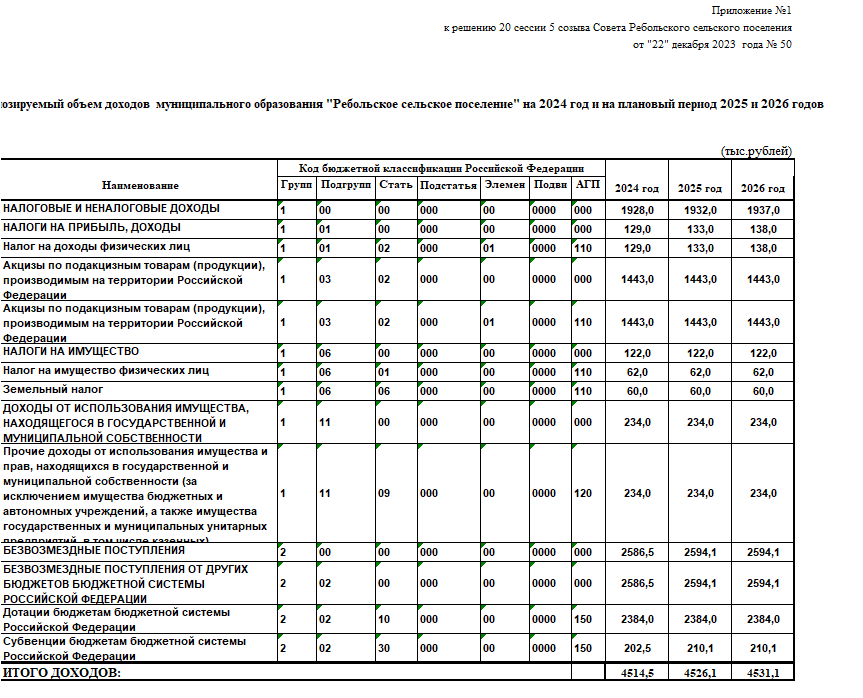 Приложение №1
к решению 20 сессии 5 созыва Совета Ребольского сельского поселения
от "22" декабря 2023 года № 50
муниципального образования "Ребольское сельское поселение" на 2024 год и на плановый период 2025 и 2026 годов
(тыс.рублей)
Наименование Код бюджетной классификации Российской Федерации 2024 год 2025 год 2026 год
Групп Подгрупп Стать Подстатья Элемен Подви АГП
НАЛОГОВЫЕ И НЕНАЛОГОВЫЕ ДОХОДЫ 1 00 00 000 00 0000 000 1928,0 1932,0 1937,0
НАЛОГИ НА ПРИБЫЛЬ, ДОХОДЫ 1 01 00 000 00 0000 000 129,0 133,0 138,0
Налог на доходы физических лиц 1 01 02 000 01 0000 110 129,0 133,0 138,0
Акцизы по подакцизным товарам (продукции),
производимым на территории Российской
Федерации 1 03 02 000 00 0000 000 1443,0 1443,0 1443,0
Акцизы по подакцизным товарам (продукции),
производимым на территории Российской
Федерации 1 03 02 000 01 0000 110 1443,0 1443,0 1443,0
НАЛОГИ НА ИМУЩЕСТВО 1 06 00 000 00 0000 000 122,0 122,0 122,0
Налог на имущество физических лиц 1 06 01 000 00 0000 110 62,0 62,0 62,0
Земельный налог 1 06 06 000 00 0000 110 60,0 60,0 60,0
ДОХОДЫ ОТ ИСПОЛЬЗОВАНИЯ ИМУЩЕСТВА,
НАХОДЯЩЕГОСЯ В ГОСУДАРСТВЕННОЙ И
МУНИЦИПАЛЬНОЙ СОБСТВЕННОСТИ 1 11 00 000 00 0000 000 234,0 234,0 234,0
Прочие доходы от использования имущества и
прав, находящихся в государственной и
муниципальной собственности (за
исключением имущества бюджетных и
автономных учреждений, а также имущества
государственных и муниципальных унитарных
предприятий, в том числе казенных) 1 11 09 000 00 0000 120 234,0 234,0 234,0
БЕЗВОЗМЕЗДНЫЕ ПОСТУПЛЕНИЯ 2 00 00 000 00 0000 000 2586,5 2594,1 2594,1
БЕЗВОЗМЕЗДНЫЕ ПОСТУПЛЕНИЯ ОТ ДРУГИХ
БЮДЖЕТОВ БЮДЖЕТНОЙ СИСТЕМЫ
РОССИЙСКОЙ ФЕДЕРАЦИИ 2 02 00 000 00 0000 000 2586,5 2594,1 2594,1
Дотации бюджетам бюджетной системы
Российской Федерации 2 02 10 000 00 0000 150 2384,0 2384,0 2384,0
Субвенции бюджетам бюджетной системы
Российской Федерации 2 02 30 000 00 0000 150 202,5 210,1 210,1
ИТОГО ДОХОДОВ: 4514,5 4526,1 4531,1